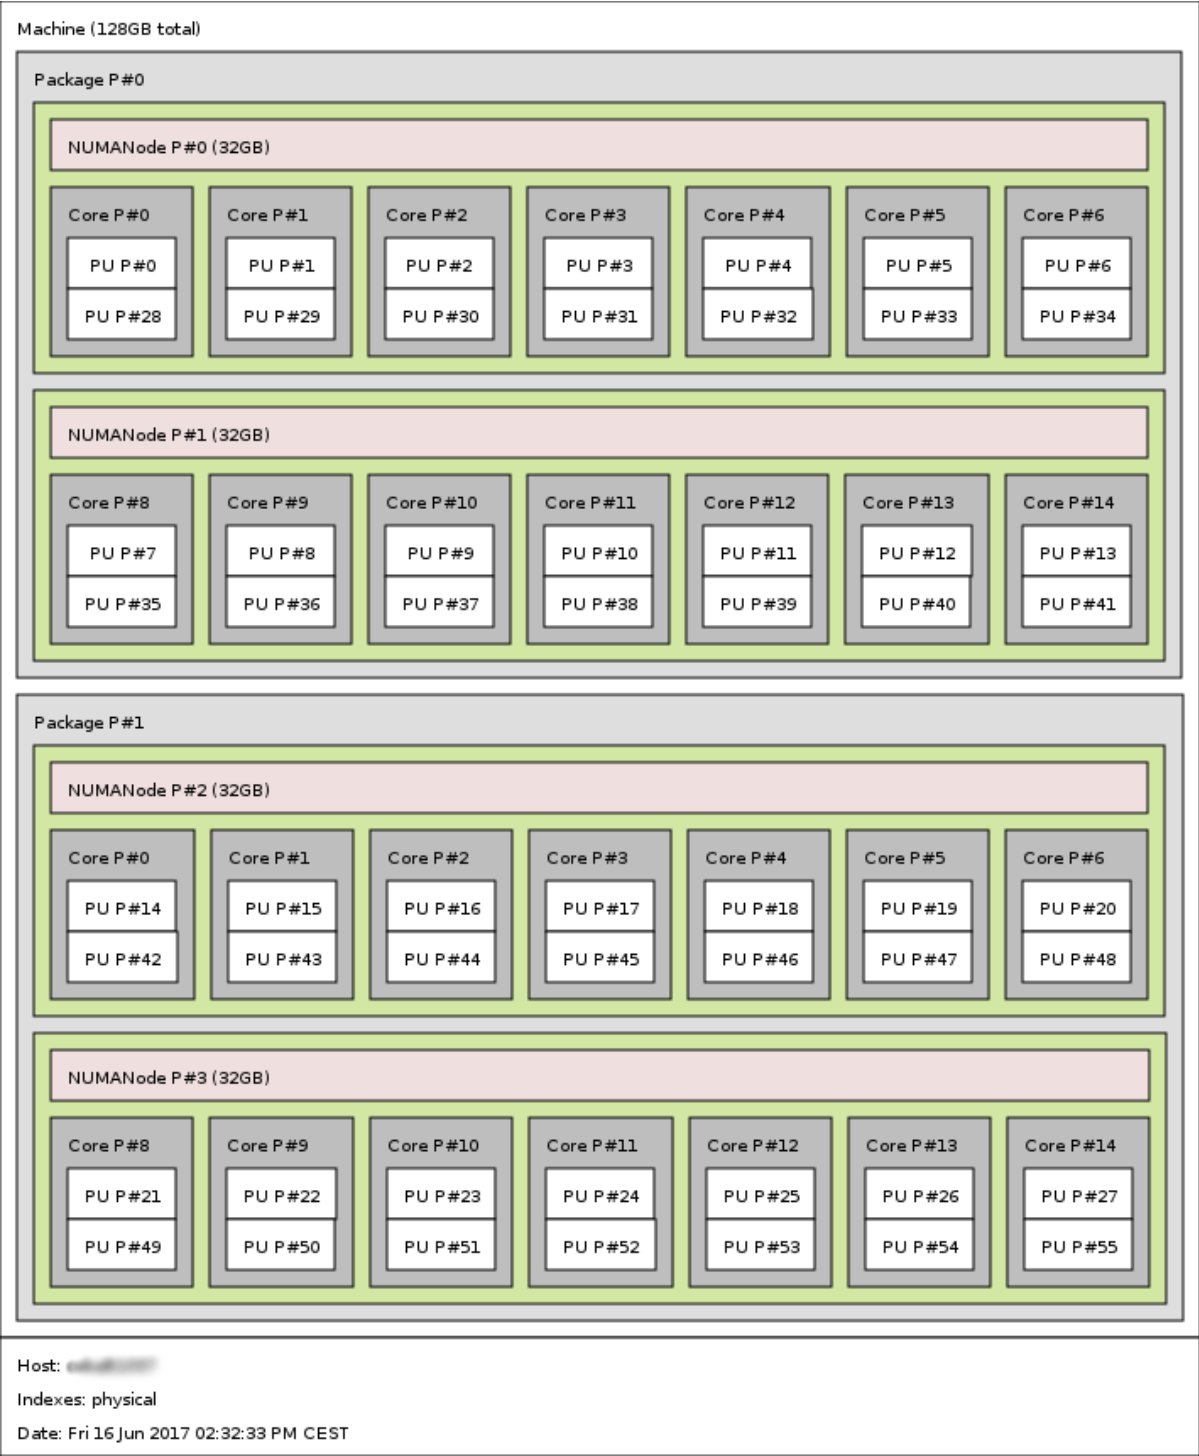 Machine (128GB total)
Package P#0
NUMANode P#0 (32GB)
Core P#0 Core P#1 Core P#2 Core P#3 Core P#4 Core P#5 Core P#6
PU P#0 PU P#1 PU P#2 PU P#3 PU P#4 PU P#5 PU P#6
PU P#28 PU P#29 PU P#30 PU P#31 PU P#32 PU P#33 PU P#34
NUMANode P#1 (32GB)
Core P#8 Core P#9 Core P#10 Core P#11 Core P#12 Core P#13 Core P#14
PU P#7 PU P#8 PU P#9 PU P#10 PU P#11 PU P#12 PU P#13
PU P#35 PU P#36 PU P#37 PU P#38 PU P#39 PU P#40 PU P#41
Package P#1
NUMANode P#2 (32GB)
Core P#0 Core P#1 Core P#2 Core P#3 Core P#4 Core P#5 Core P#6
PU P#14 PU P#15 PU P#16 PU P#17 PU P#18 PU P#19 PU P#20
PU P#42 PU P#43 PU P#44 PU P#45 PU P#46 PU P#47 PU P#48
NUMANode P#3 (32GB)
Core P#8 Core P#9 Core P#10 Core P#11 Core P#12 Core P#13 Core P#14
PU P#21 PU P#22 PU P#23 PU P#24 PU P#25 PU P#26 PU P#27
PU P#49 PU P#50 PU P#51 PU P#52 PU P#53 PU P#54 PU P#55
Host:
Indexes: physical
Date: Fri 16 Jun 2017 02:32:33 PM CEST